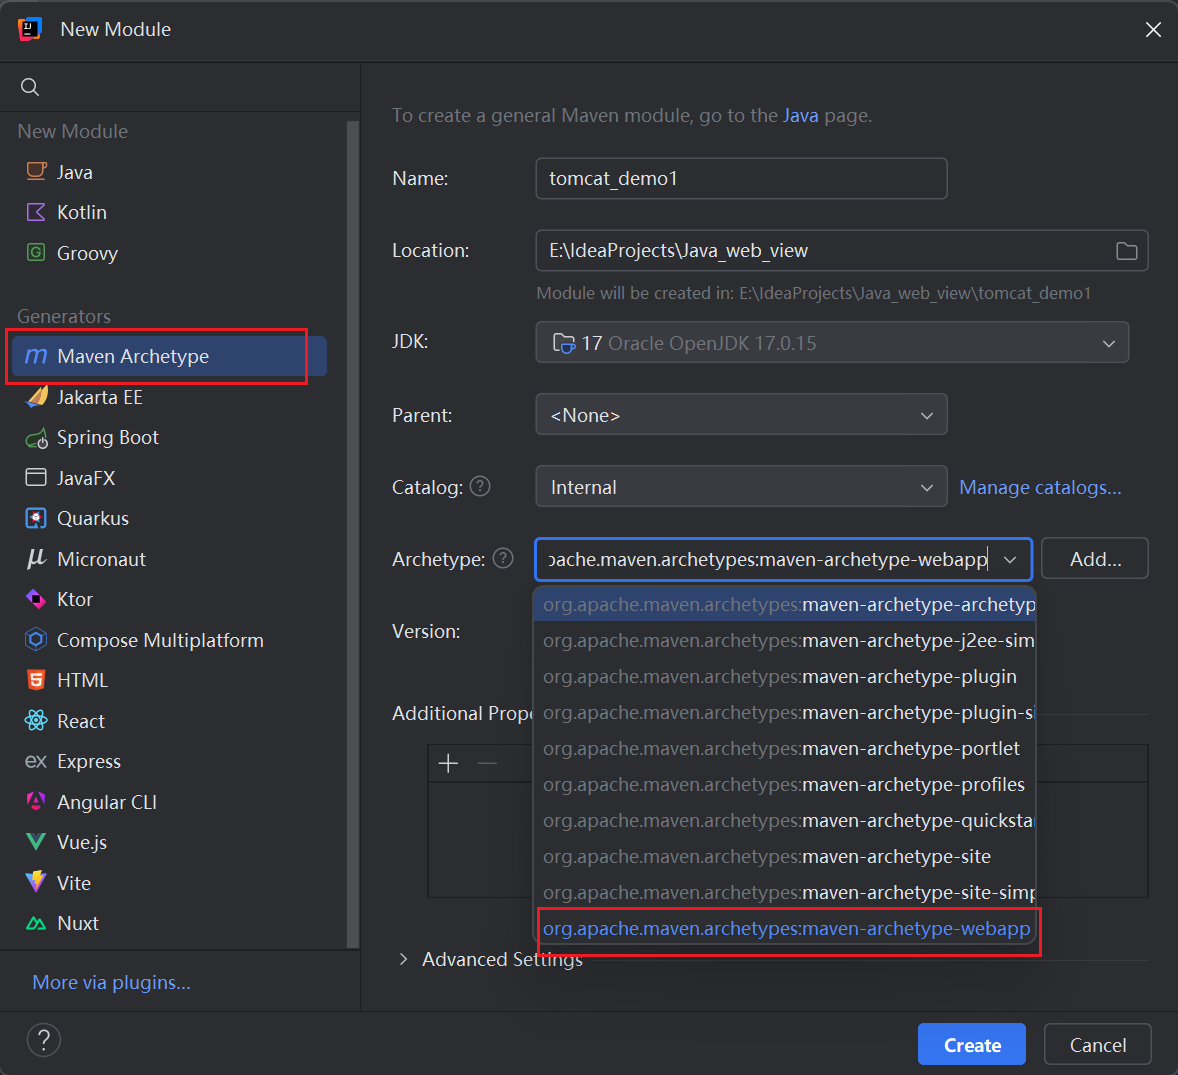 New Module
New Module
Java
Kotlin
Groovy
Generators
Maven Archetype
Jakarta EE
Spring Boot
JavaFX
Quarkus
Micronaut
Ktor
Compose Multiplatform
HTML
React
Express
Angular CLI
Vue.js
Vite
Nuxt
More via plugins...
To create a general Maven module, go to the Java page.
Name: tomcat_demo1
Location: E:\IdeaProjects\Java_web_view
Module will be created in: E:\IdeaProjects\Java_web_view\tomcat_demo1
JDK: 17 Oracle OpenJDK 17.0.15
Parent: <None>
Catalog: ? Internal Manage catalogs...
Archetype: ? pache.maven.archetypes:maven-archetype-webapp Add...
org.apache.maven.archetypes:maven-archetype-archetyp
org.apache.maven.archetypes:maven-archetype-j2ee-sim
Version:
org.apache.maven.archetypes:maven-archetype-plugin
org.apache.maven.archetypes:maven-archetype-plugin-si
Additional Prope
org.apache.maven.archetypes:maven-archetype-portlet
org.apache.maven.archetypes:maven-archetype-profiles
org.apache.maven.archetypes:maven-archetype-quicksta
org.apache.maven.archetypes:maven-archetype-site
org.apache.maven.archetypes:maven-archetype-site-simp
org.apache.maven.archetypes:maven-archetype-webapp
Advanced Settings
? Create Cancel